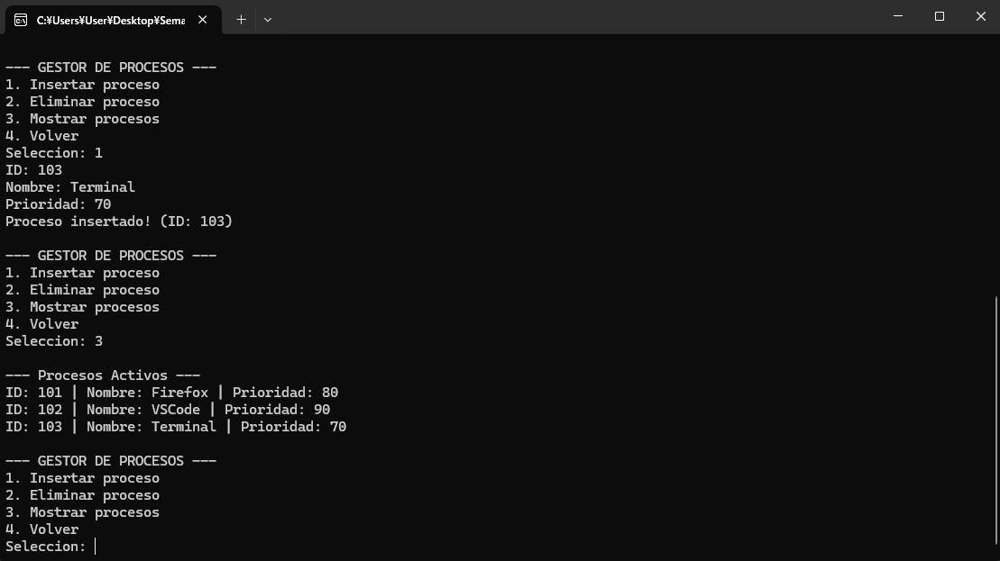 C:¥Users¥User¥Desktop¥Sema
--- GESTOR DE PROCESOS ---
1. Insertar proceso
2. Eliminar proceso
3. Mostrar procesos
4. Volver
Seleccion: 1
ID: 103
Nombre: Terminal
Prioridad: 70
Proceso insertado! (ID: 103)
--- GESTOR DE PROCESOS ---
1. Insertar proceso
2. Eliminar proceso
3. Mostrar procesos
4. Volver
Seleccion: 3
--- Procesos Activos ---
ID: 101 | Nombre: Firefox | Prioridad: 80
ID: 102 | Nombre: VSCode | Prioridad: 90
ID: 103 | Nombre: Terminal | Prioridad: 70
--- GESTOR DE PROCESOS ---
1. Insertar proceso
2. Eliminar proceso
3. Mostrar procesos
4. Volver
Seleccion: